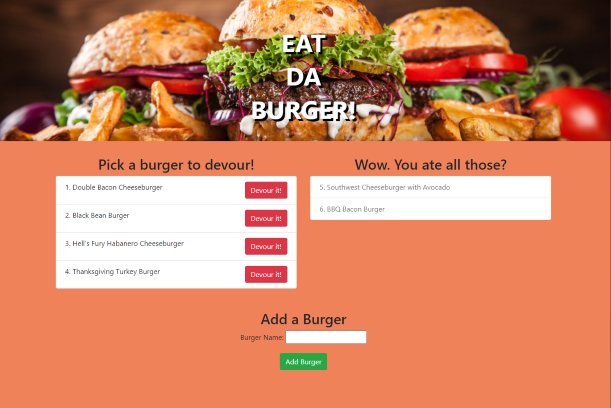 EAT
DA
BURGER!
Pick a burger to devour!
1. Double Bacon Cheeseburger
Devour it!
2. Black Bean Burger
Devour it!
3. Hell's Fury Habanero Cheeseburger
Devour it!
4. Thanksgiving Turkey Burger
Devour it!
Wow. You ate all those?
5. Southwest Cheeseburger with Avocado
6. BBQ Bacon Burger
Add a Burger
Burger Name:
Add Burger